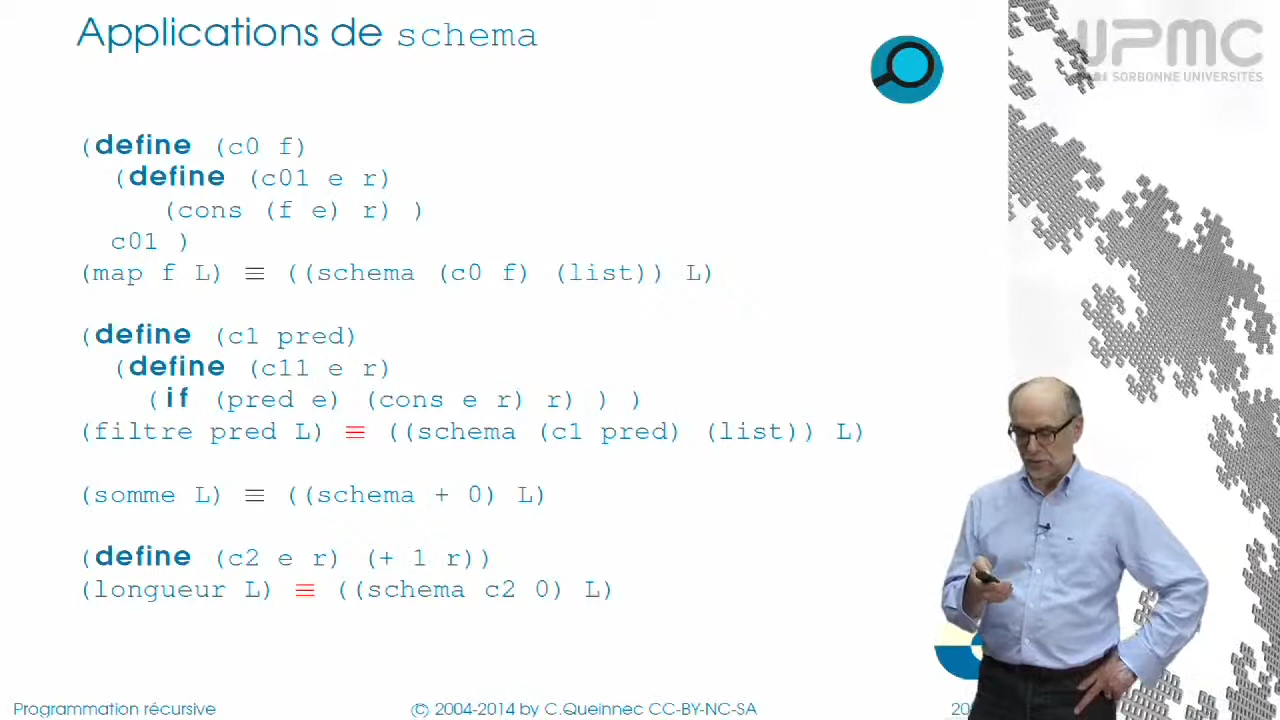 Applications de schema
UPMC
SORBONNE UNIVERSITÉS
(define (c0 f)
(define (c01 e r)
(cons (f e) r) )
c01 )
(map f L) ≡ ((schema (c0 f) (list)) L)
(define (c1 pred)
(define (c11 e r)
(if (pred e) (cons e r) r) ) )
(filtre pred L) ≡ ((schema (c1 pred) (list)) L)
(somme L) ≡ ((schema + 0) L)
(define (c2 e r) (+ 1 r))
(longueur L) ≡ ((schema c2 0) L)
Programmation récursive
© 2004-2014 by C.Queinnec CC-BY-NC-SA